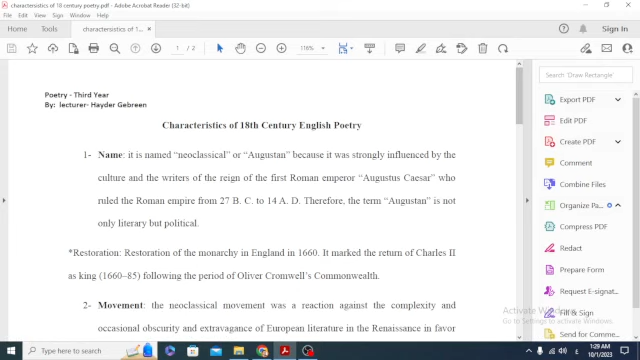 charactersistics of 18 century poetry.pdf - Adobe Acrobat Reader (32-bit)
File Edit View Sign Window Help
Home Tools charactersistics of 1... × Sign In
1 / 2 116%
Poetry - Third Year
By: lecturer- Hayder Gebreen
Characteristics of 18th Century English Poetry
1- Name: it is named “neoclassical” or “Augustan” because it was strongly influenced by the
culture and the writers of the reign of the first Roman emperor “Augustus Caesar” who
ruled the Roman empire from 27 B. C. to 14 A. D. Therefore, the term “Augustan” is not
only literary but political.
*Restoration: Restoration of the monarchy in England in 1660. It marked the return of Charles II
as king (1660–85) following the period of Oliver Cromwell’s Commonwealth.
2- Movement: the neoclassical movement was a reaction against the complexity and
occasional obscurity and extravagance of European literature in the Renaissance in favor
Search 'Draw Rectangle'
Export PDF
Edit PDF
Create PDF
Comment
Combine Files
Organize Pa...
Compress PDF
Redact
Prepare Form
Request E-signat...
Fill & Sign
Send for Comme...
Activate Windows
Go to Settings to activate Windows.
Type here to search
ع
1:29 AM
10/1/2023